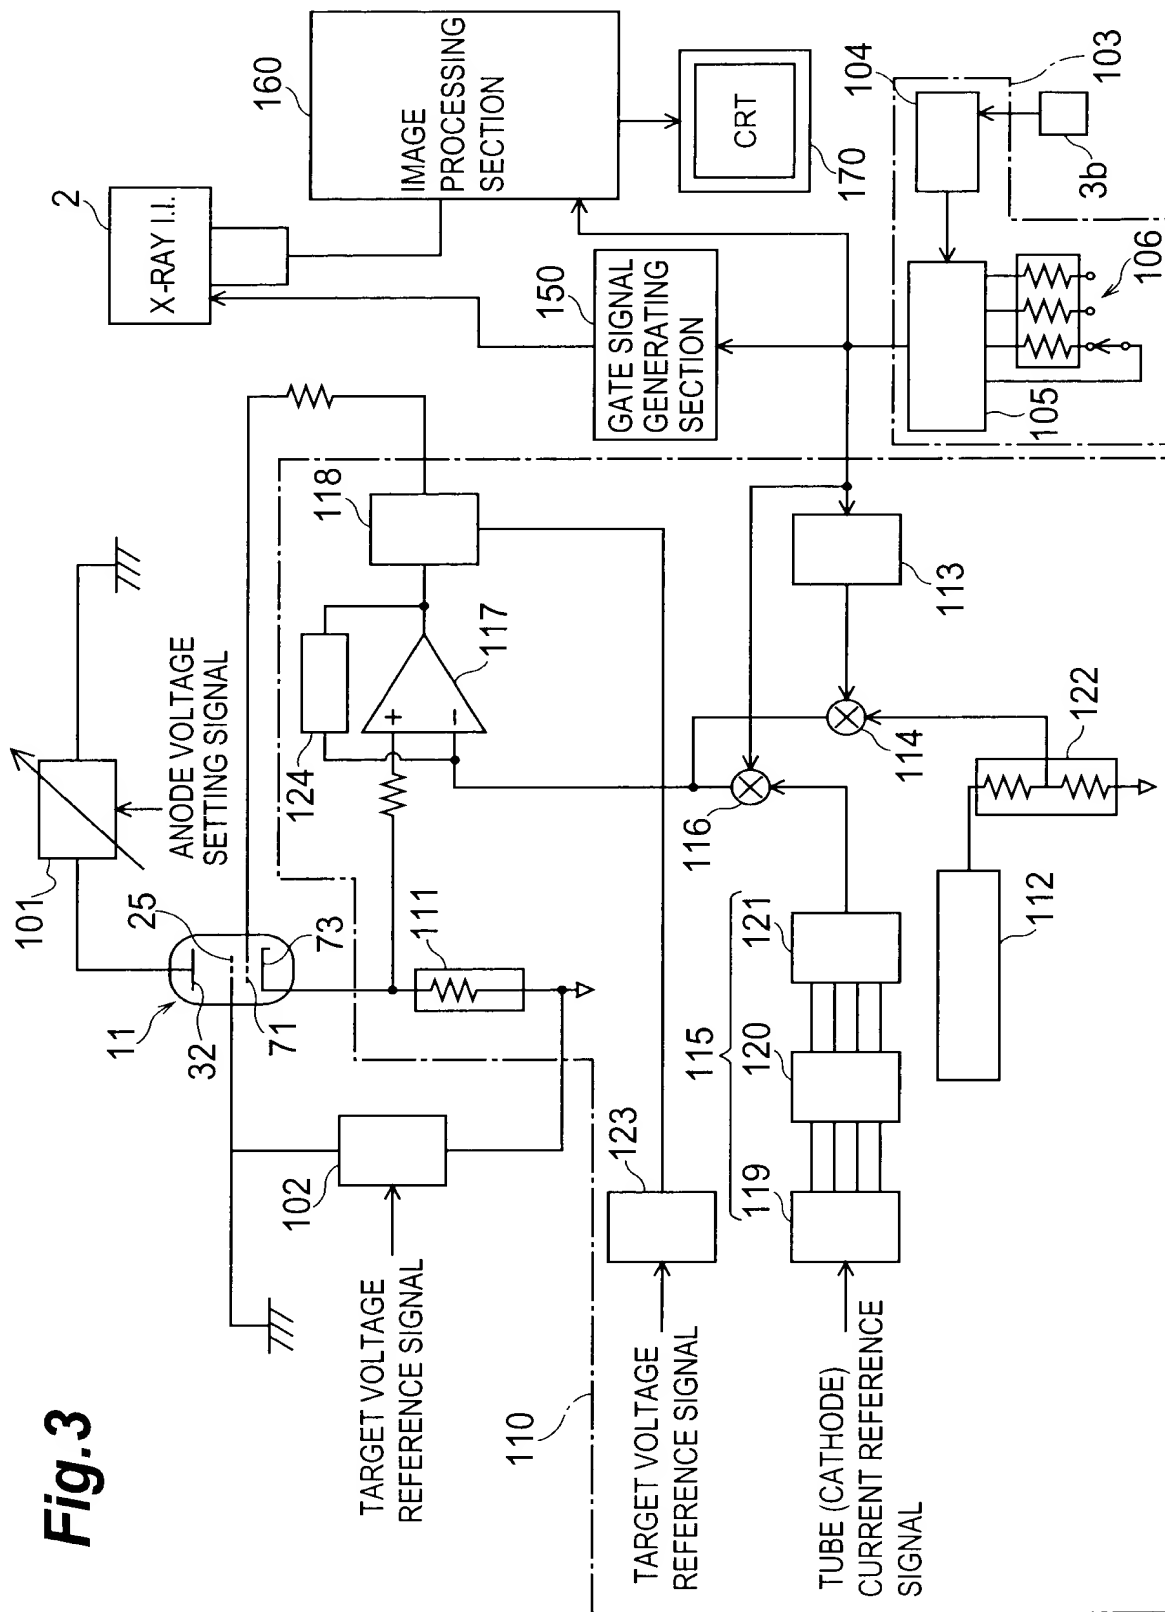 Fig.3
TARGET VOLTAGE
REFERENCE SIGNAL
110
TARGET VOLTAGE
REFERENCE SIGNAL
TUBE (CATHODE)
CURRENT REFERENCE
SIGNAL
102
123
119
120
121
115
112
11
32
71
25
73
111
101
ANODE VOLTAGE
SETTING SIGNAL
124
+
−
117
118
116
114
122
113
2
X-RAY I.I.
150
GATE SIGNAL
GENERATING
SECTION
160
IMAGE
PROCESSING
SECTION
CRT
170
105
106
104
103
3b